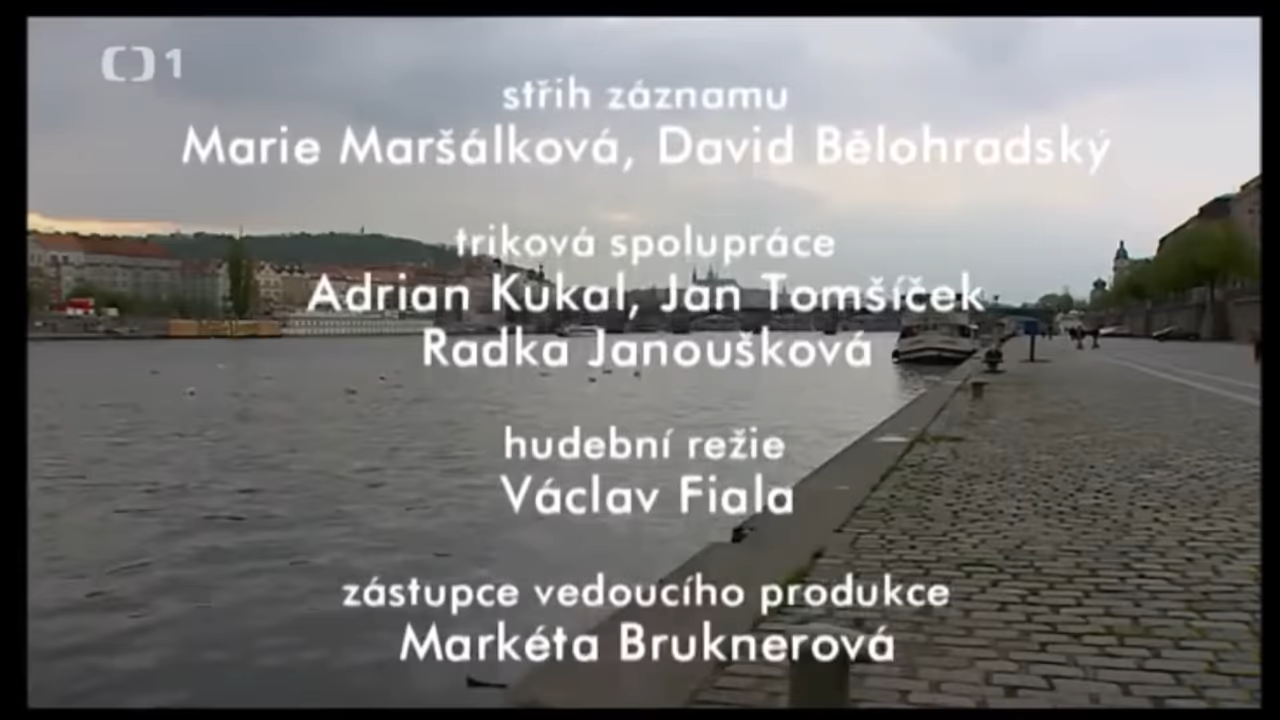 1
střih záznamu
Marie Maršálková, David Bělohradský
triková spolupráce
Adrian Kukal, Jan Tomšíček
Radka Janoušková
hudební režie
Václav Fiala
zástupce vedoucího produkce
Markéta Bruknerová